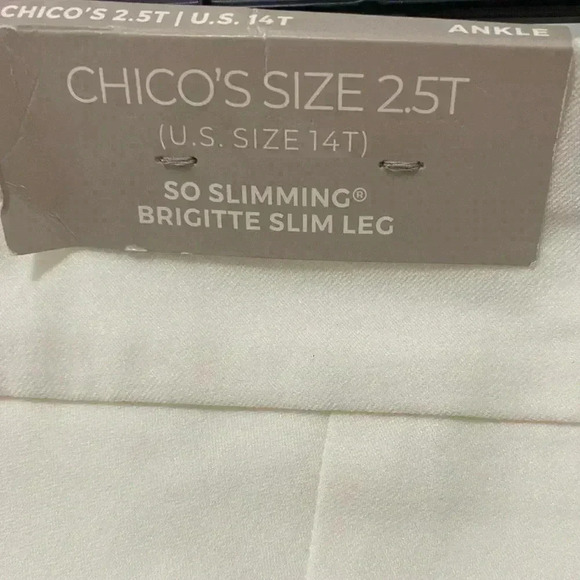 CHICO'S 2.5T | U.S. 14T
ANKLE
CHICO'S SIZE 2.5T
(U.S. SIZE 14T)
SO SLIMMING®
BRIGITTE SLIM LEG